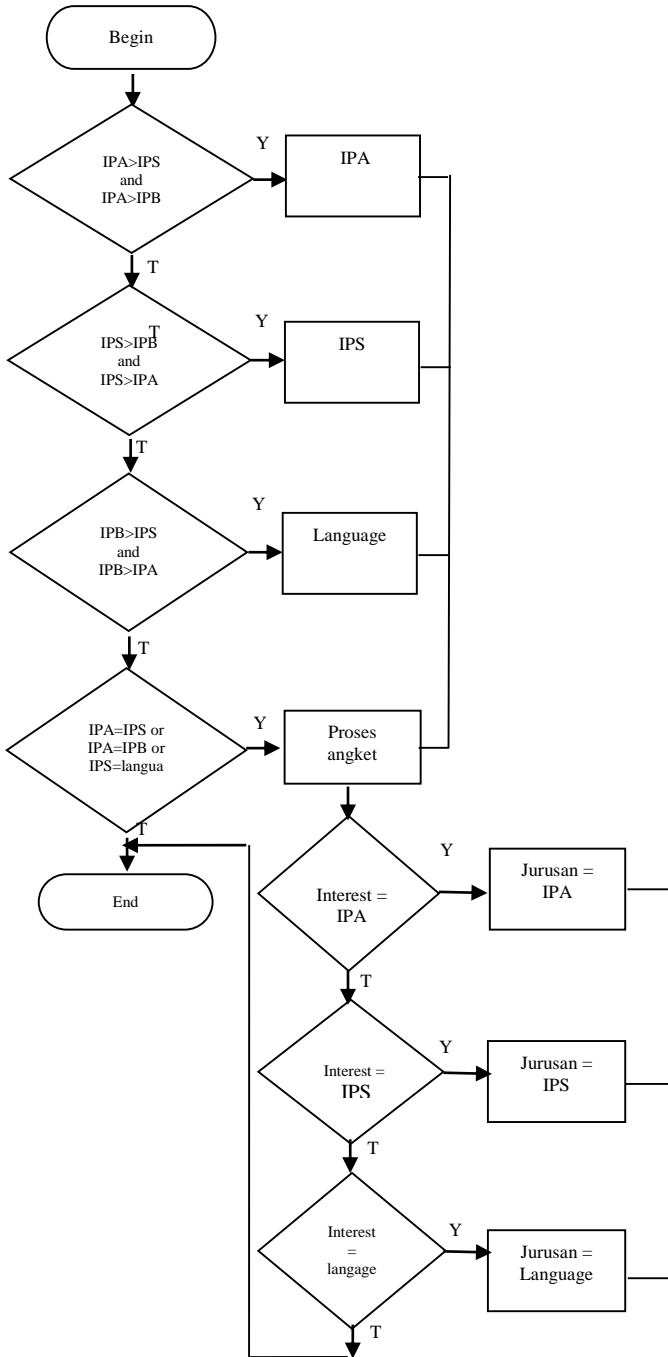 Begin
IPA>IPS
and
IPA>IPB
Y
IPA
T
IPS>IPB
and
IPS>IPA
T
Y
IPS
T
IPB>IPS
and
IPB>IPA
Y
Language
T
IPA=IPS or
IPA=IPB or
IPS=langua
Y
Proses
angket
T
End
Interest =
IPA
Y
Jurusan =
IPA
T
Interest =
IPS
Y
Jurusan =
IPS
T
Interest
=
langage
Y
Jurusan =
Language
T